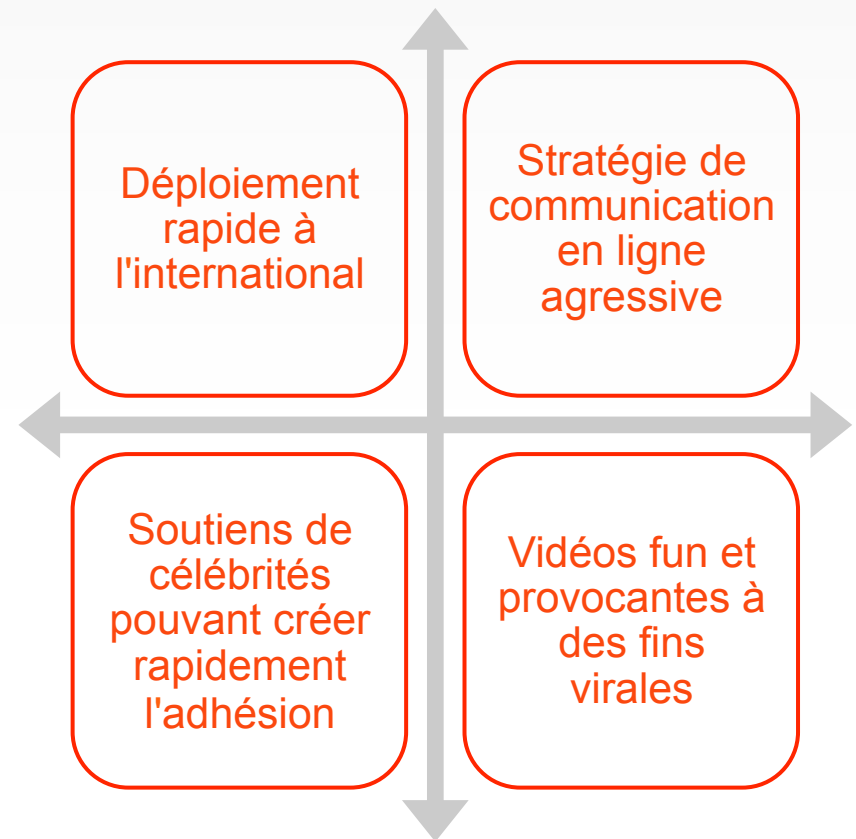 Déploiement
rapide à
l'international
Stratégie de
communication
en ligne
agressive
Soutiens de
célébrités
pouvant créer
rapidement
l'adhésion
Vidéos fun et
provocantes à
des fins
virales